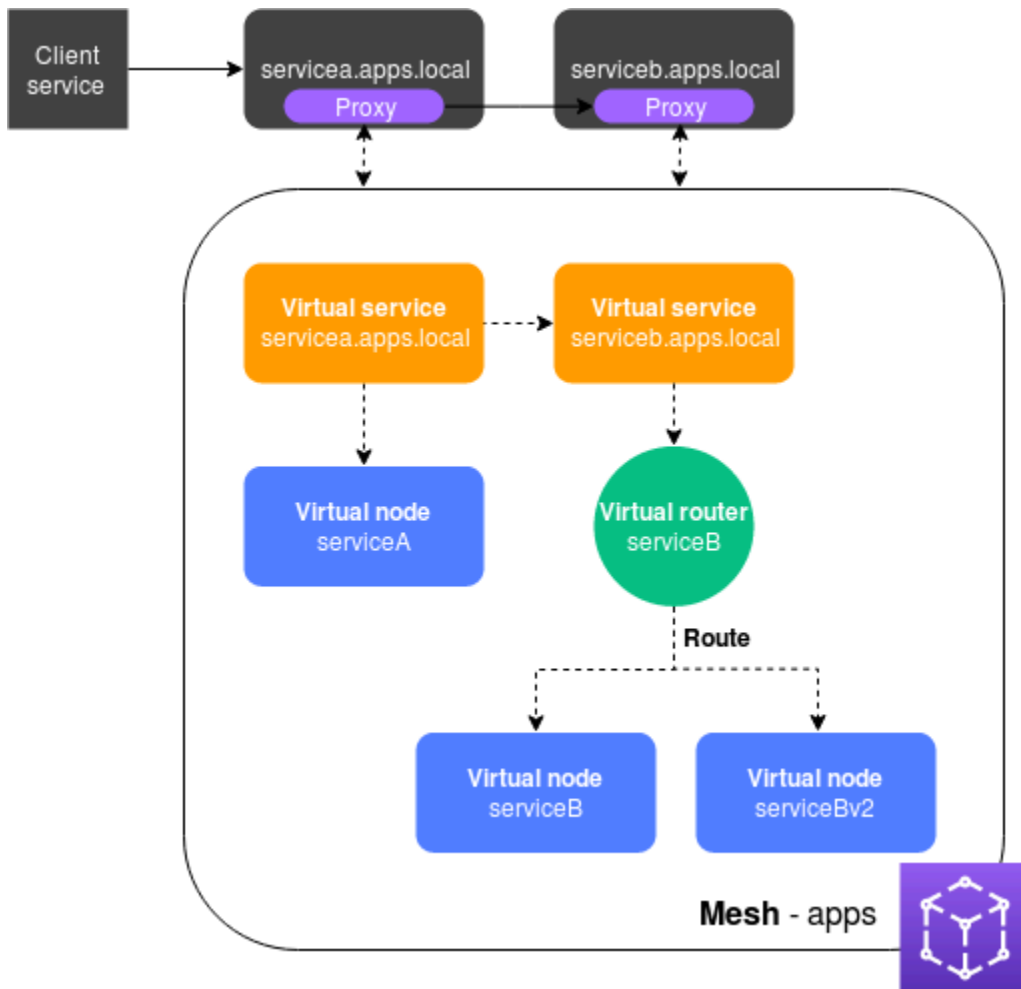 Client
service
servicea.apps.local
Proxy
serviceb.apps.local
Proxy
Virtual service
servicea.apps.local
Virtual service
serviceb.apps.local
Virtual node
serviceA
Virtual router
serviceB
Route
Virtual node
serviceB
Virtual node
serviceBv2
Mesh - apps